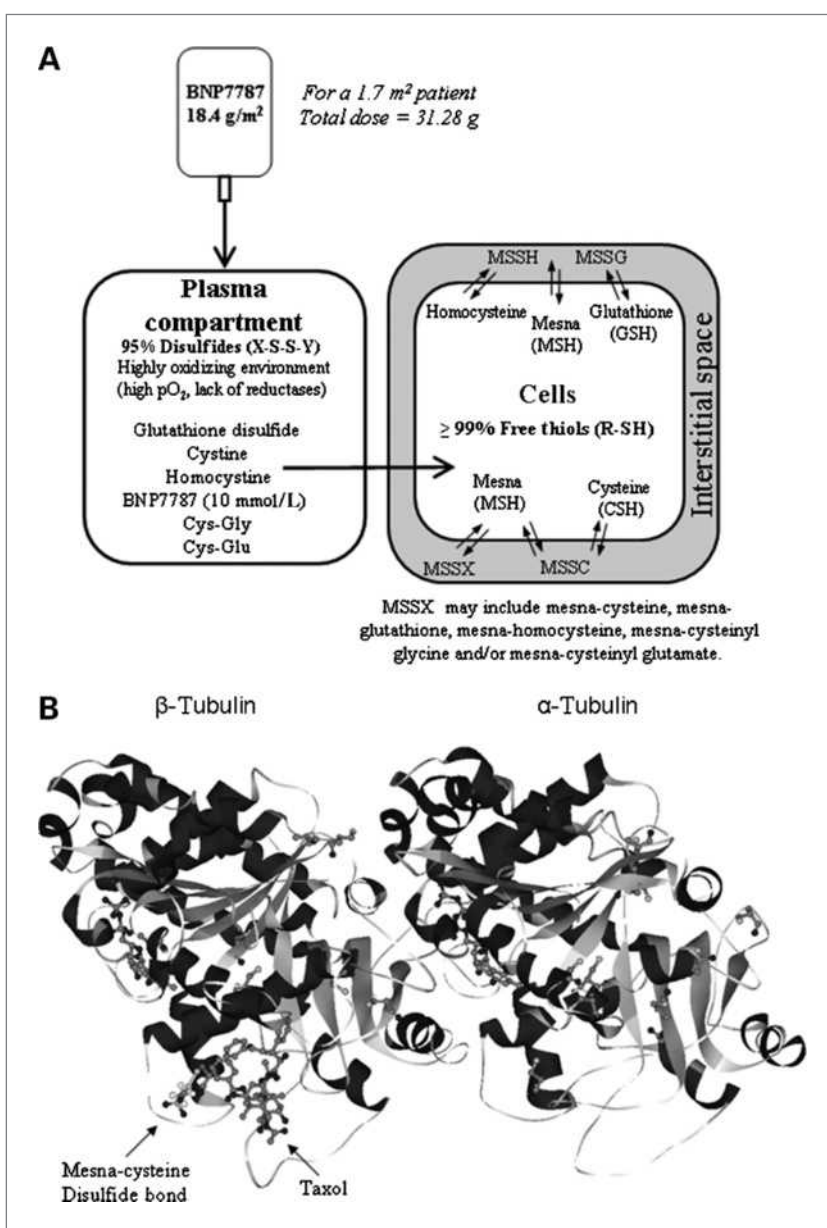 A
BNP7787
18.4 g/m²
For a 1.7 m² patient
Total dose = 31.28 g
Plasma
compartment
95% Disulfides (X-S-S-Y)
Highly oxidizing environment
(high pO₂, lack of reductases)
Glutathione disulfide
Cystine
Homocystine
BNP7787 (10 mmol/L)
Cys-Gly
Cys-Glu
MSSH MSSG
Homocysteine
Mesna
(MSH)
Glutathione
(GSH)
Cells
≥ 99% Free thiols (R-SH)
Mesna
(MSH)
Cysteine
(CSH)
MSSX MSSC
Interstitial space
MSSX may include mesna-cysteine, mesna-
glutathione, mesna-homocysteine, mesna-cysteinyl
glycine and/or mesna-cysteinyl glutamate.
B
β-Tubulin α-Tubulin
Mesna-cysteine
Disulfide bond
Taxol